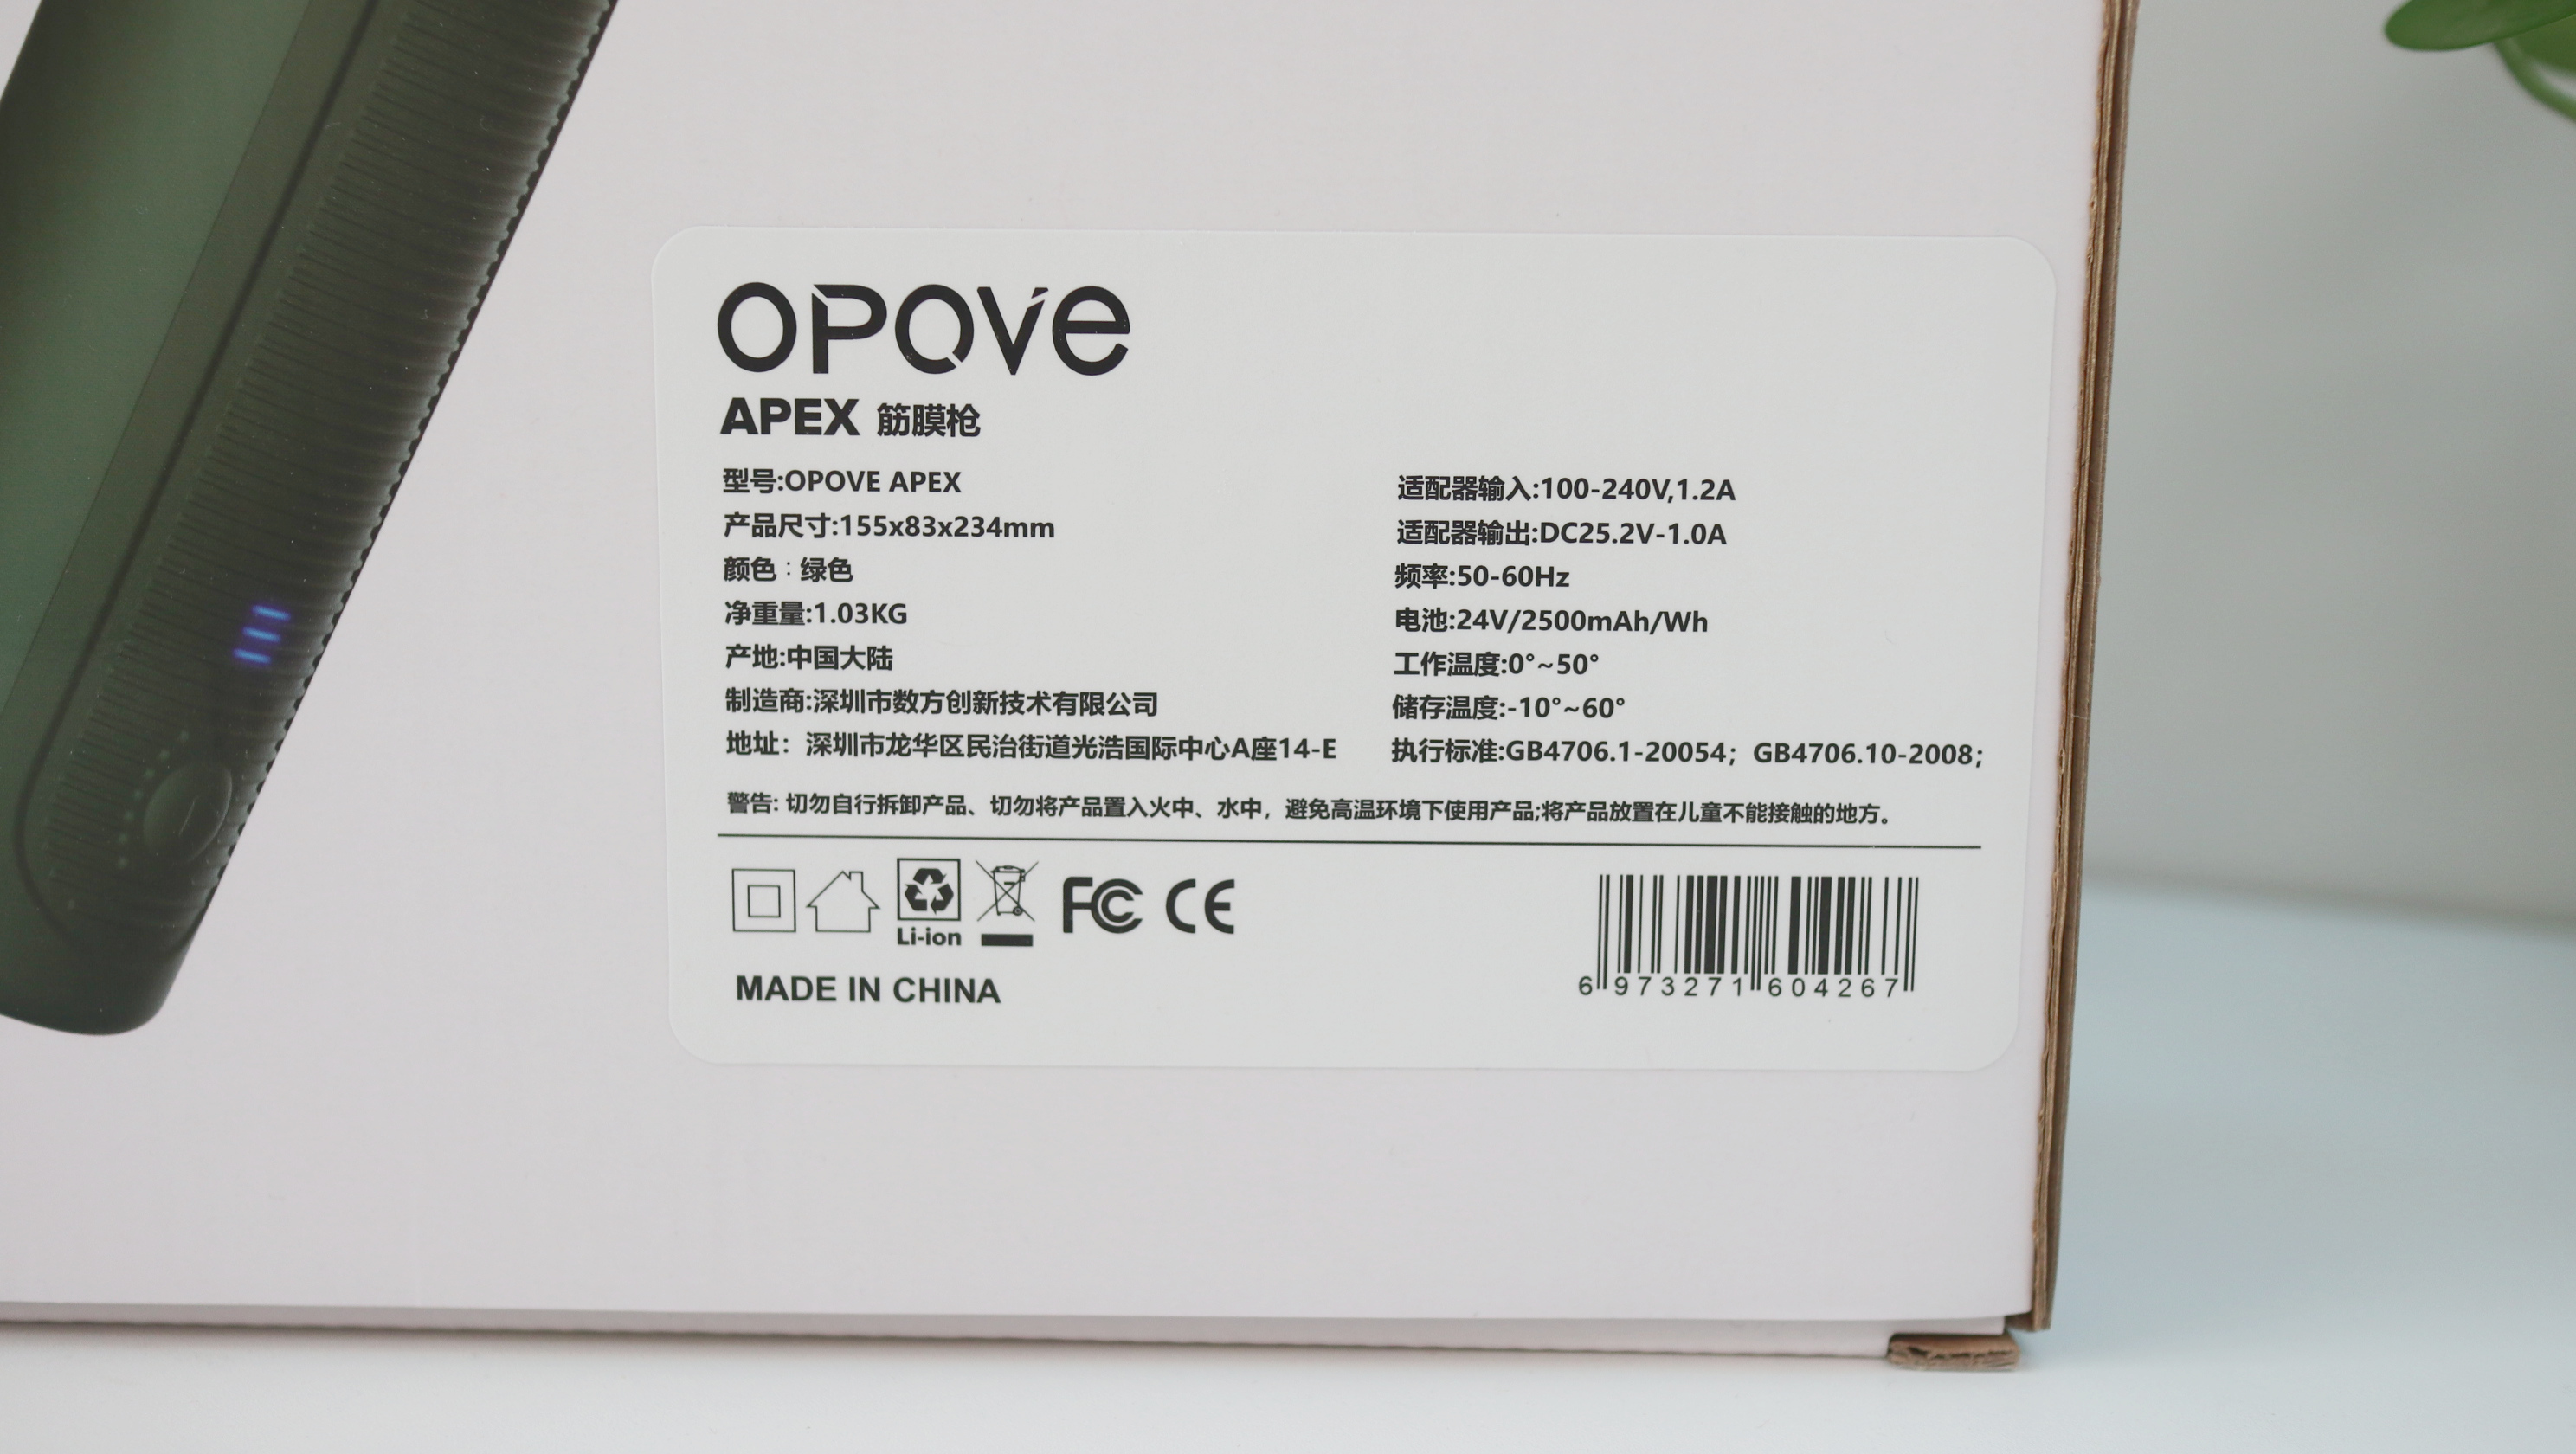 OPOVE
APEX 筋膜枪
型号:OPOVE APEX
产品尺寸:155x83x234mm
颜色:绿色
净重量:1.03KG
产地:中国大陆
制造商:深圳市数方创新技术有限公司
地址：深圳市龙华区民治街道光浩国际中心A座14-E
适配器输入:100-240V,1.2A
适配器输出:DC25.2V-1.0A
频率:50-60Hz
电池:24V/2500mAh/Wh
工作温度:0°~50°
储存温度:-10°~60°
执行标准:GB4706.1-20054；GB4706.10-2008；
警告: 切勿自行拆卸产品、切勿将产品置入火中、水中，避免高温环境下使用产品;将产品放置在儿童不能接触的地方。
Li-ion
FC CE
MADE IN CHINA
6 973271 604267